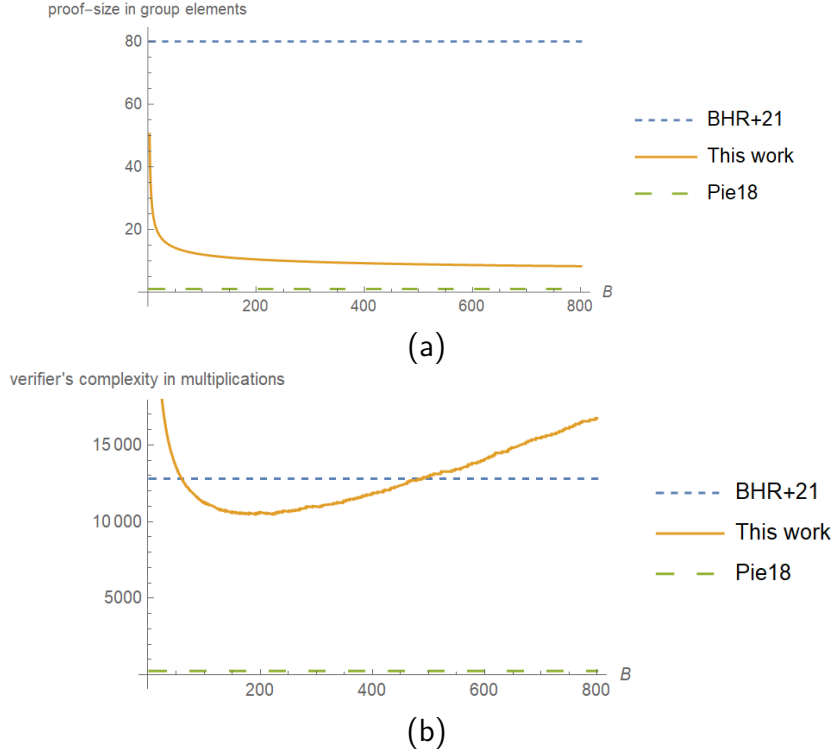 proof-size in group elements
80
60
40
20
200
400
600
800
B
BHR+21
This work
Pie18
(a)
verifier's complexity in multiplications
15 000
10 000
5000
200
400
600
800
B
BHR+21
This work
Pie18
(b)